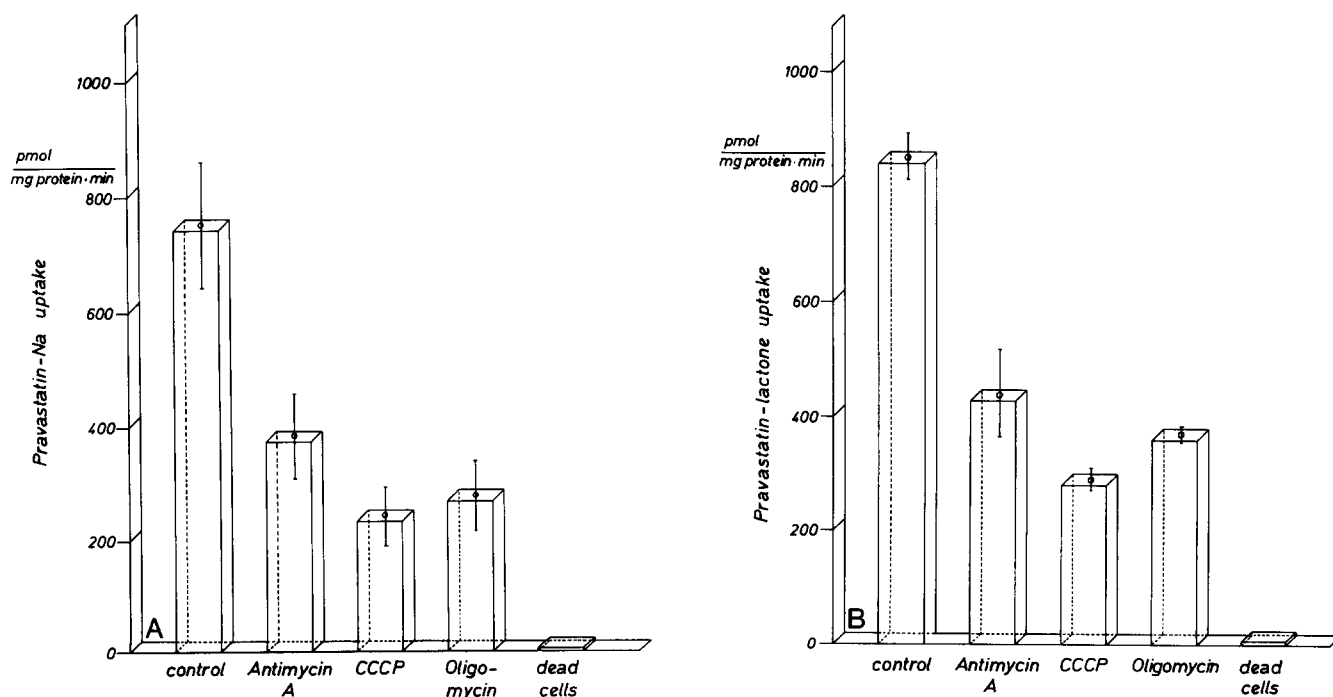 1000
pmol
mg protein·min
800
600
400
200
0
Pravastatin-Na uptake
A
control
Antimycin
A
CCCP
Oligo-
mycin
dead
cells
1000
pmol
mg protein·min
800
600
400
200
0
Pravastatin-lactone uptake
B
control
Antimycin
A
CCCP
Oligomycin
dead
cells